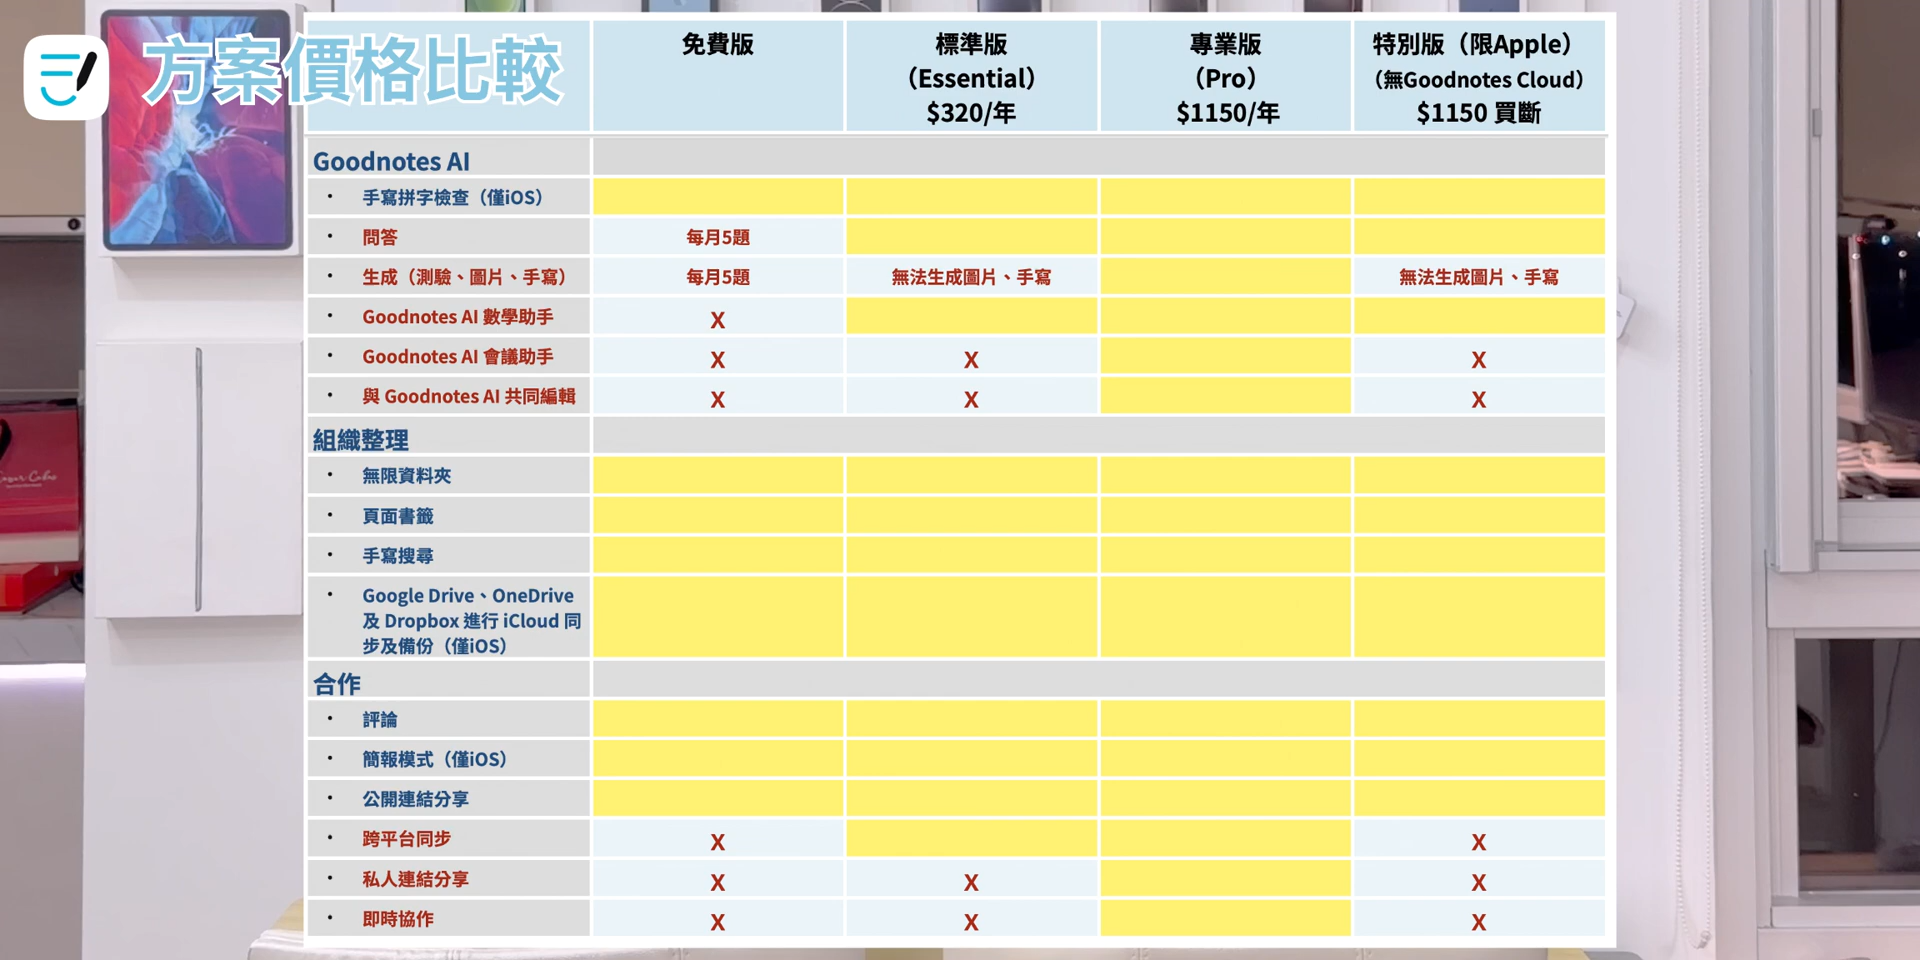 方案價格比較
免費版
標準版
（Essential）
$320/年
專業版
（Pro）
$1150/年
特別版（限Apple）
（無Goodnotes Cloud）
$1150 買斷
Goodnotes AI
• 手寫拼字檢查（僅iOS）
• 問答 每月5題
• 生成（測驗、圖片、手寫） 每月5題 無法生成圖片、手寫 無法生成圖片、手寫
• Goodnotes AI 數學助手 X
• Goodnotes AI 會議助手 X X X
• 與 Goodnotes AI 共同編輯 X X X
組織整理
• 無限資料夾
• 頁面書籤
• 手寫搜尋
• Google Drive、OneDrive
及 Dropbox 進行 iCloud 同
步及備份（僅iOS）
合作
• 評論
• 簡報模式（僅iOS）
• 公開連結分享
• 跨平台同步 X X
• 私人連結分享 X X X
• 即時協作 X X X